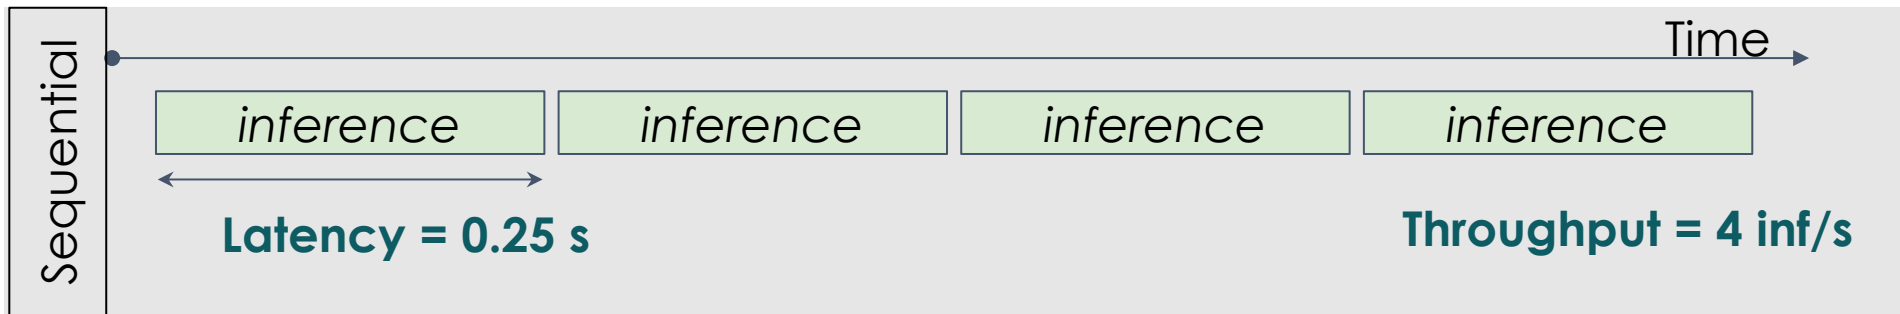 Sequential
Time
inference inference inference inference
Latency = 0.25 s
Throughput = 4 inf/s